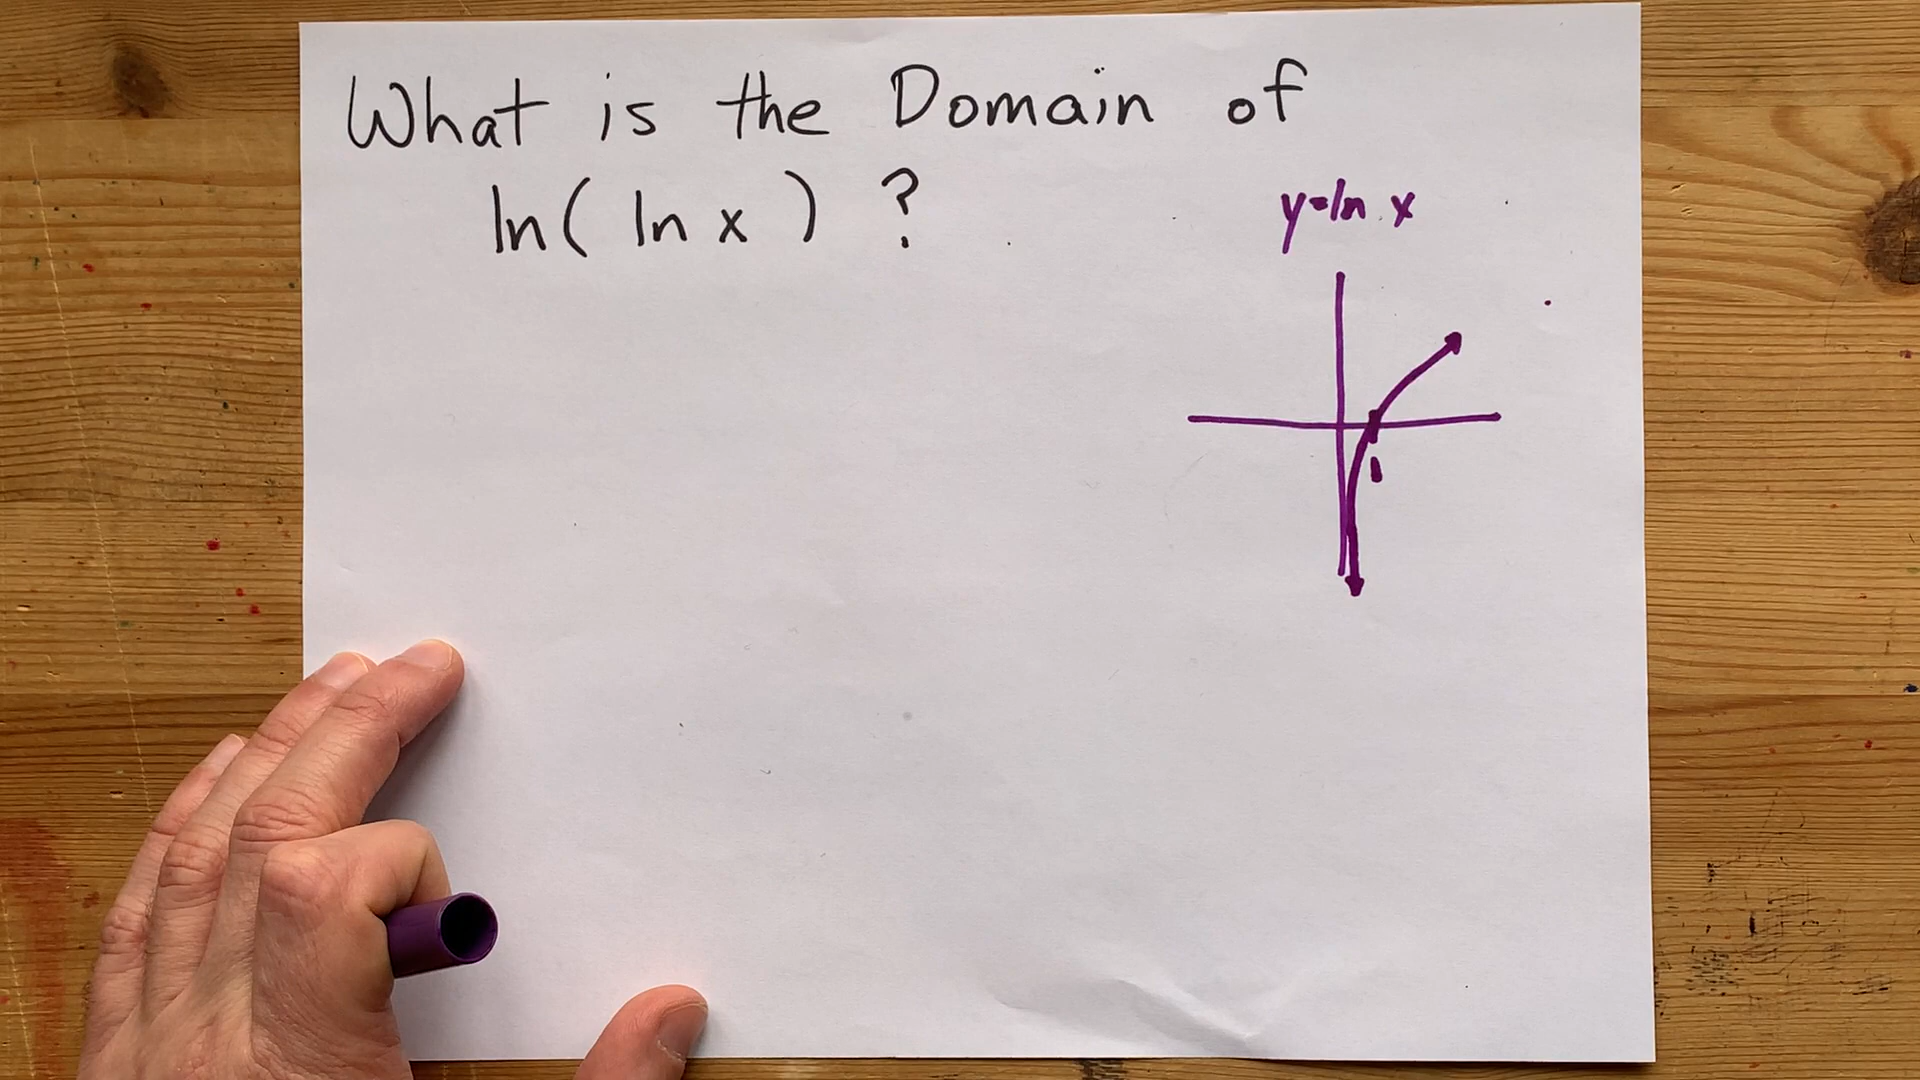 What is the Domain of
ln( ln x ) ?
y=ln x
1